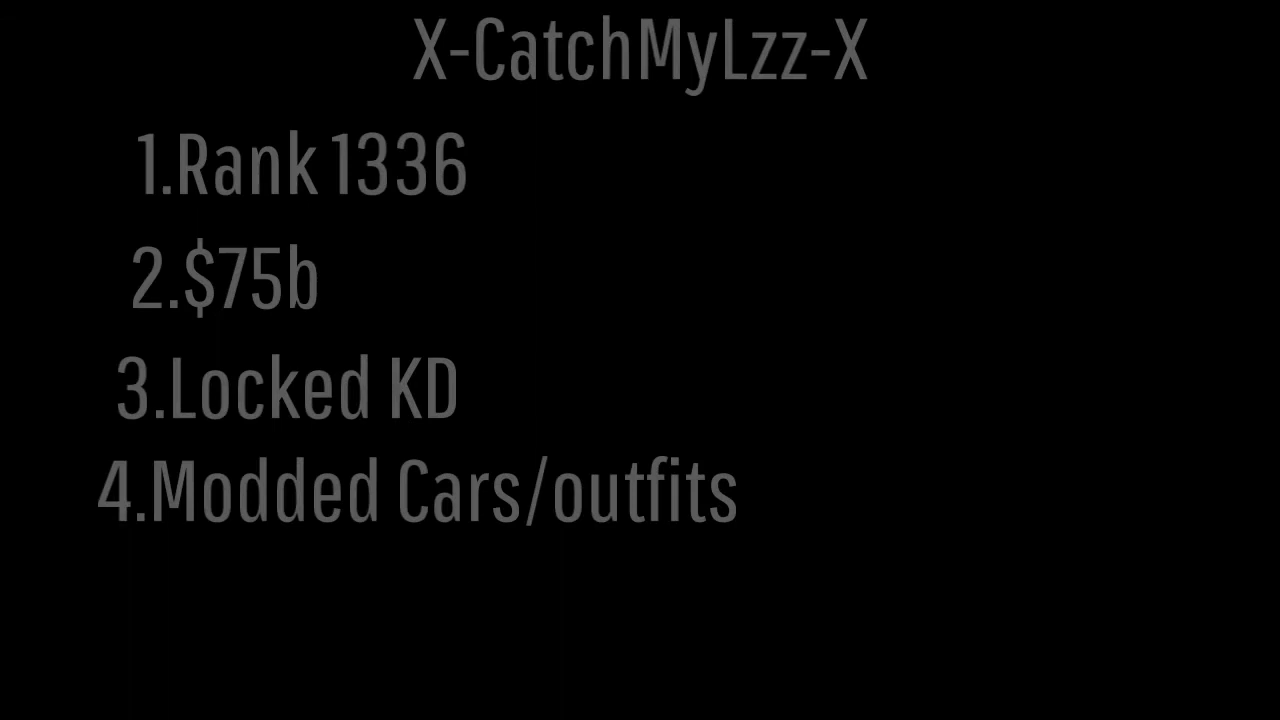 X-CatchMyLzz-X
1.Rank 1336
2.$75b
3.Locked KD
4.Modded Cars/outfits